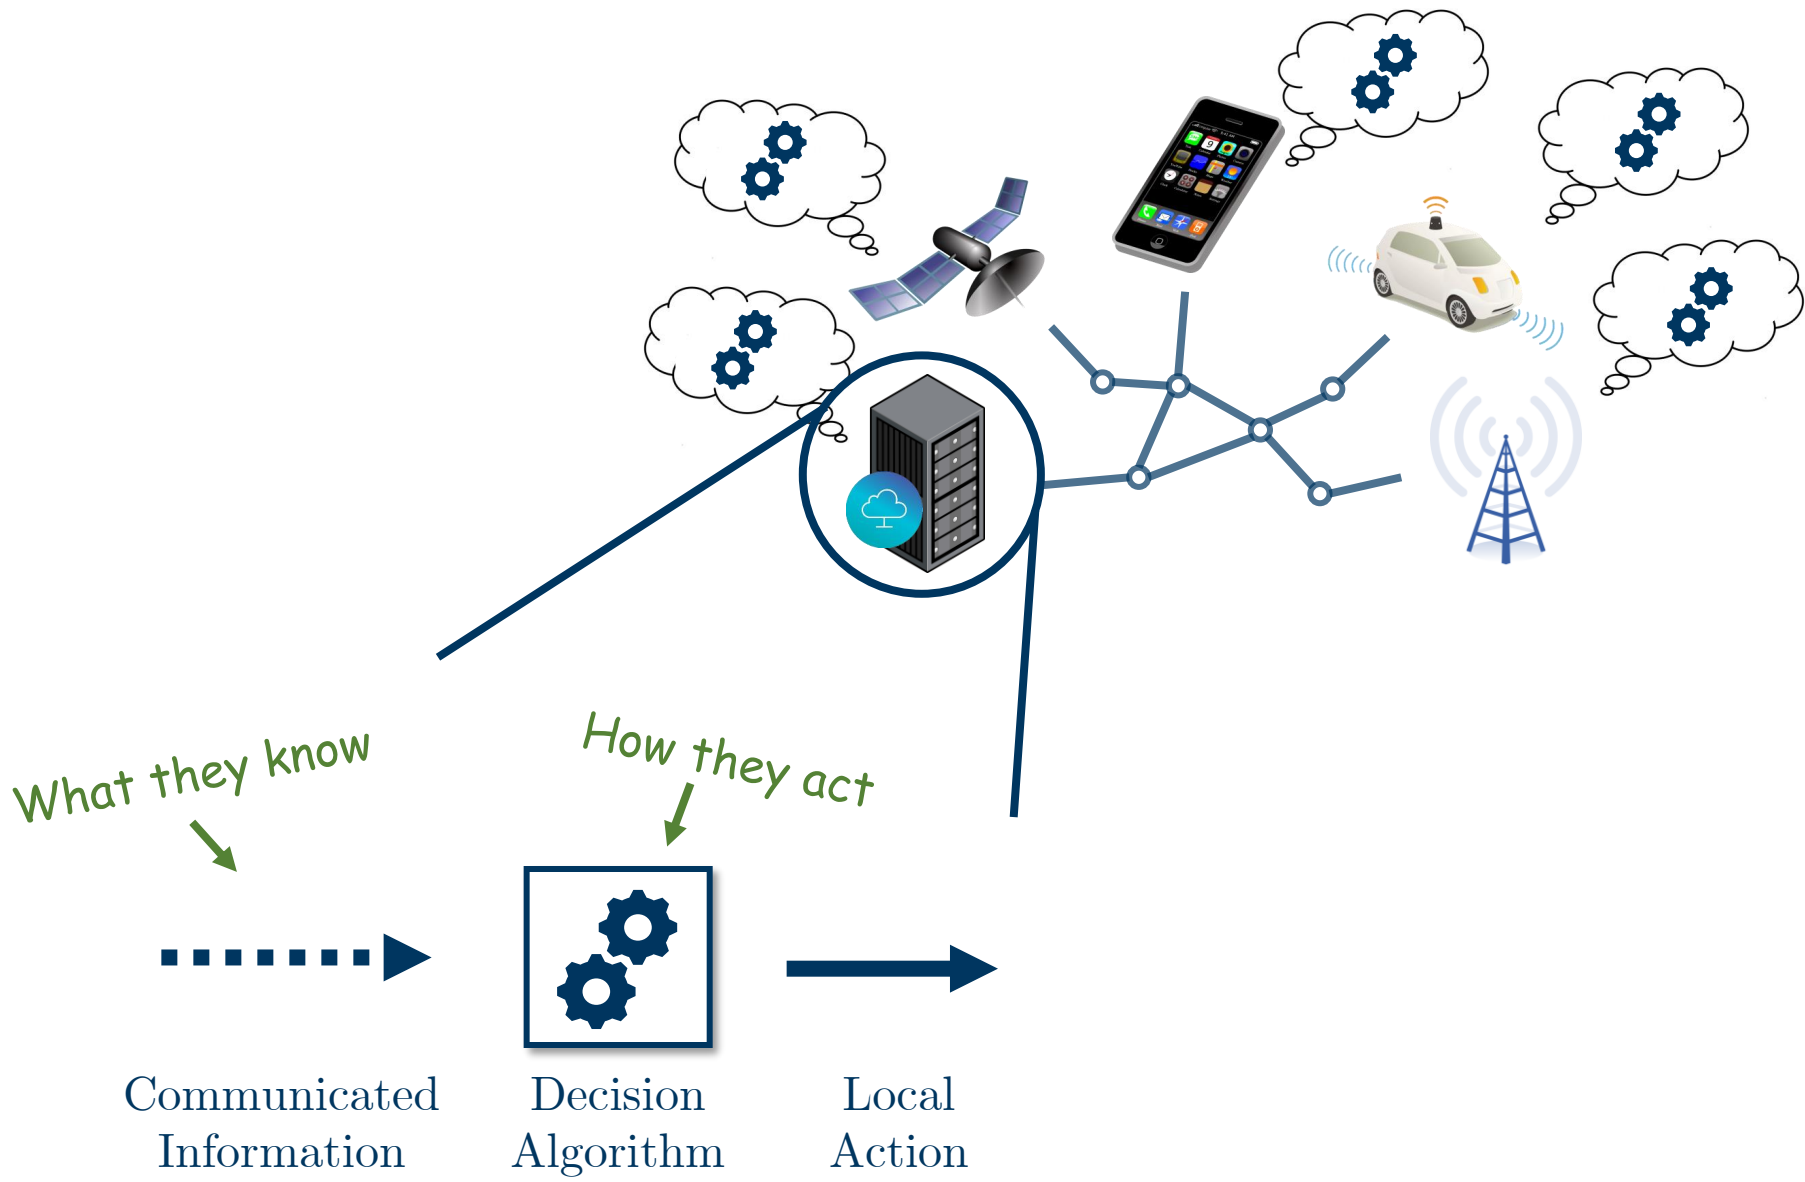 What they know
How they act
Communicated
Information
Decision
Algorithm
Local
Action